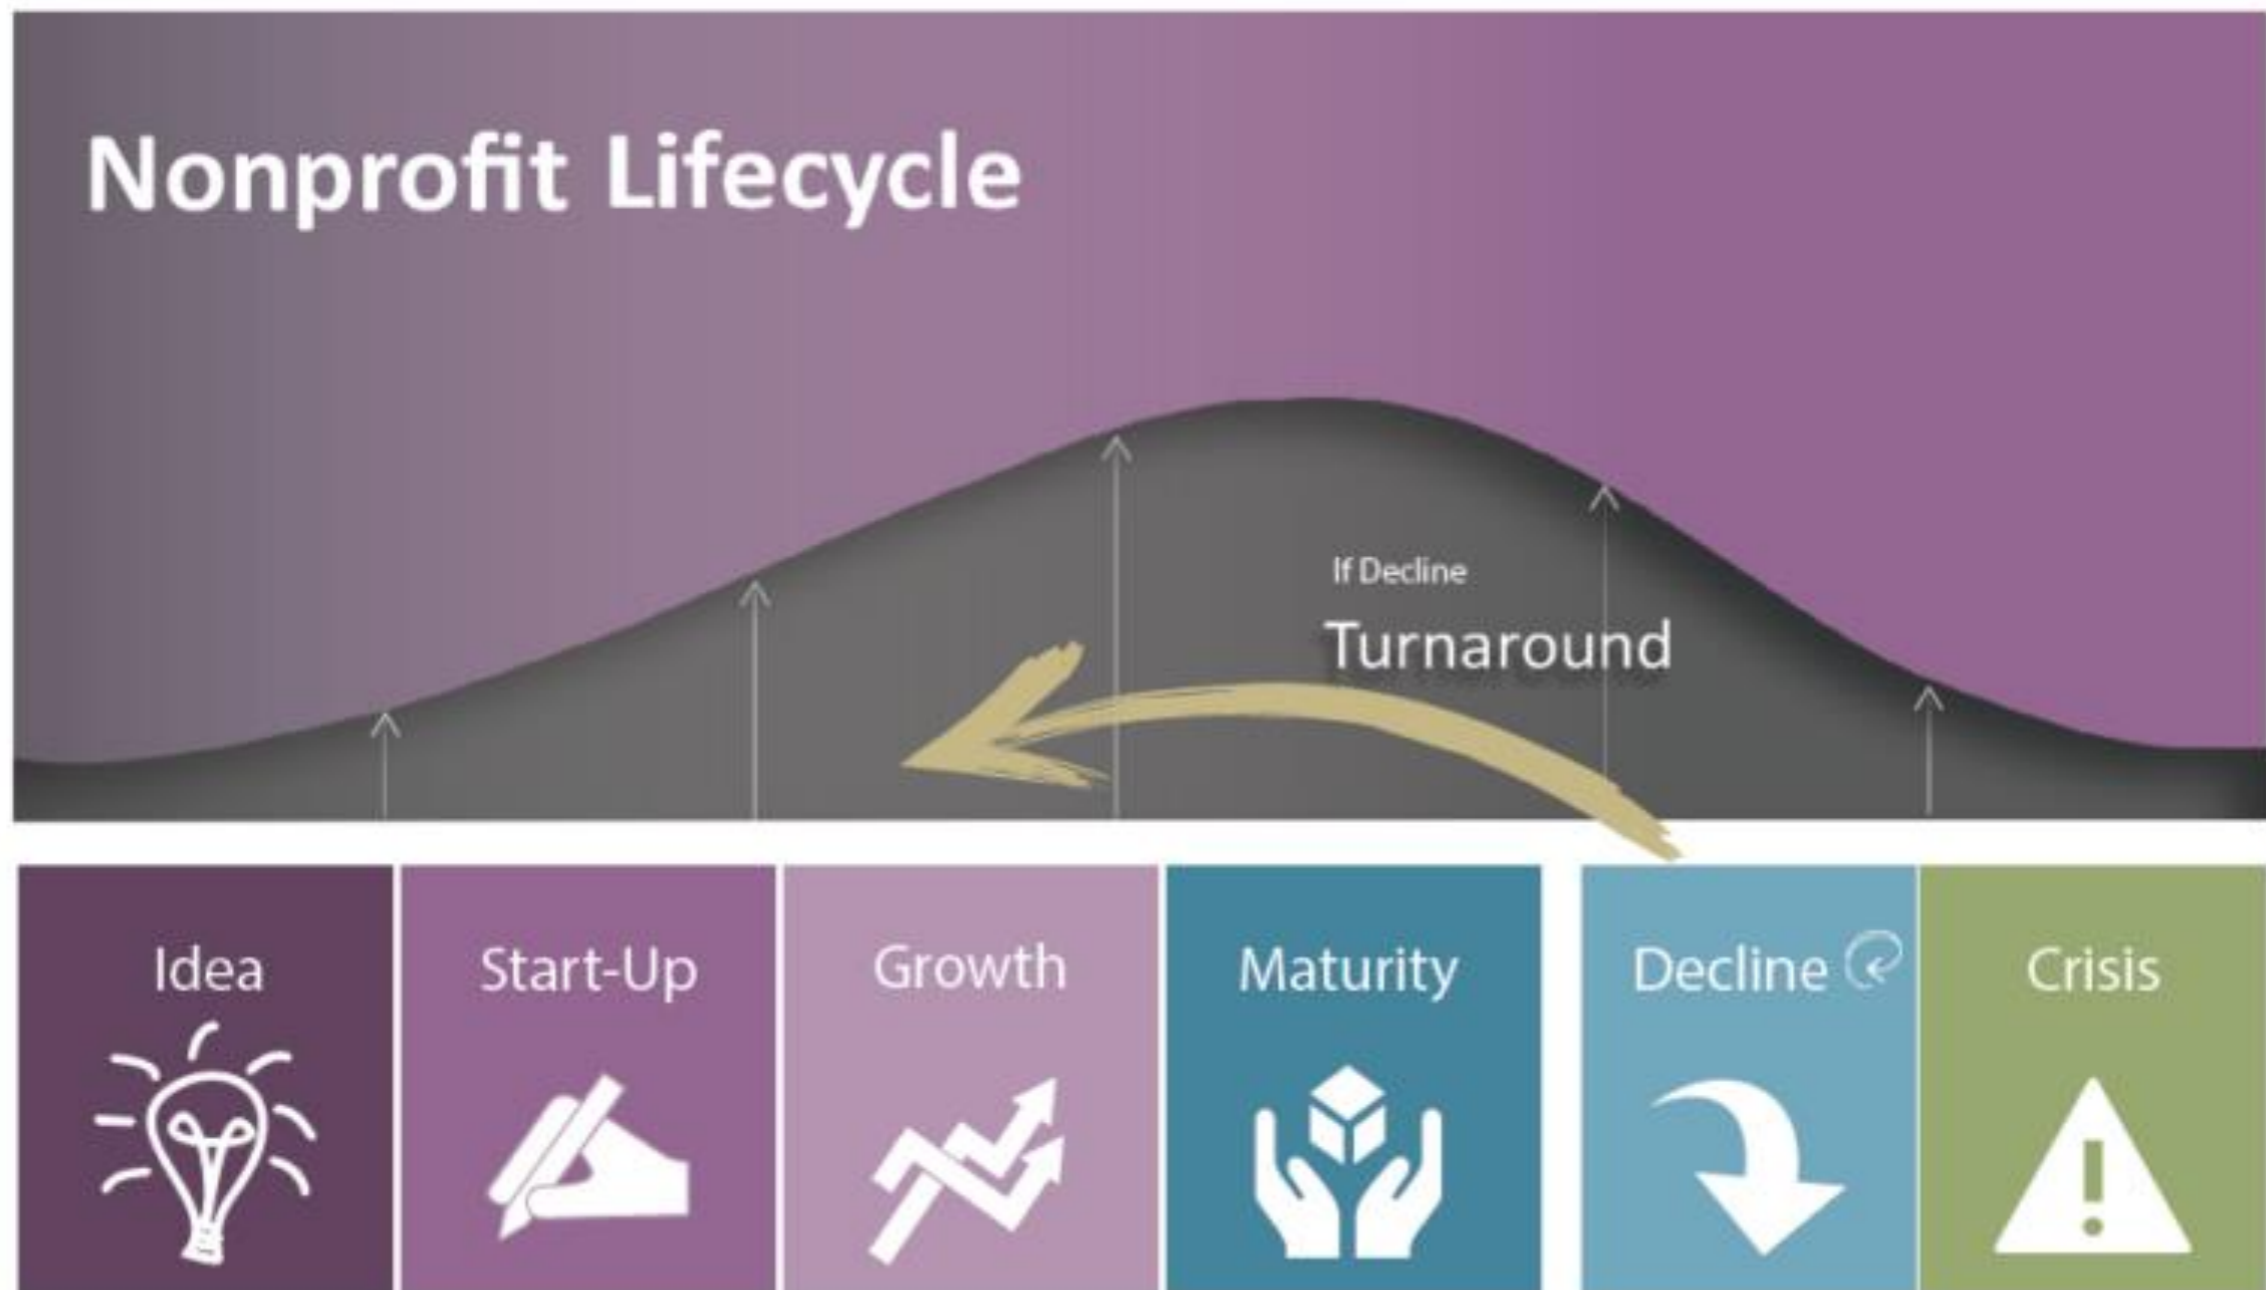 Nonprofit Lifecycle
If Decline
Turnaround
Idea
Start-Up
Growth
Maturity
Decline
Crisis